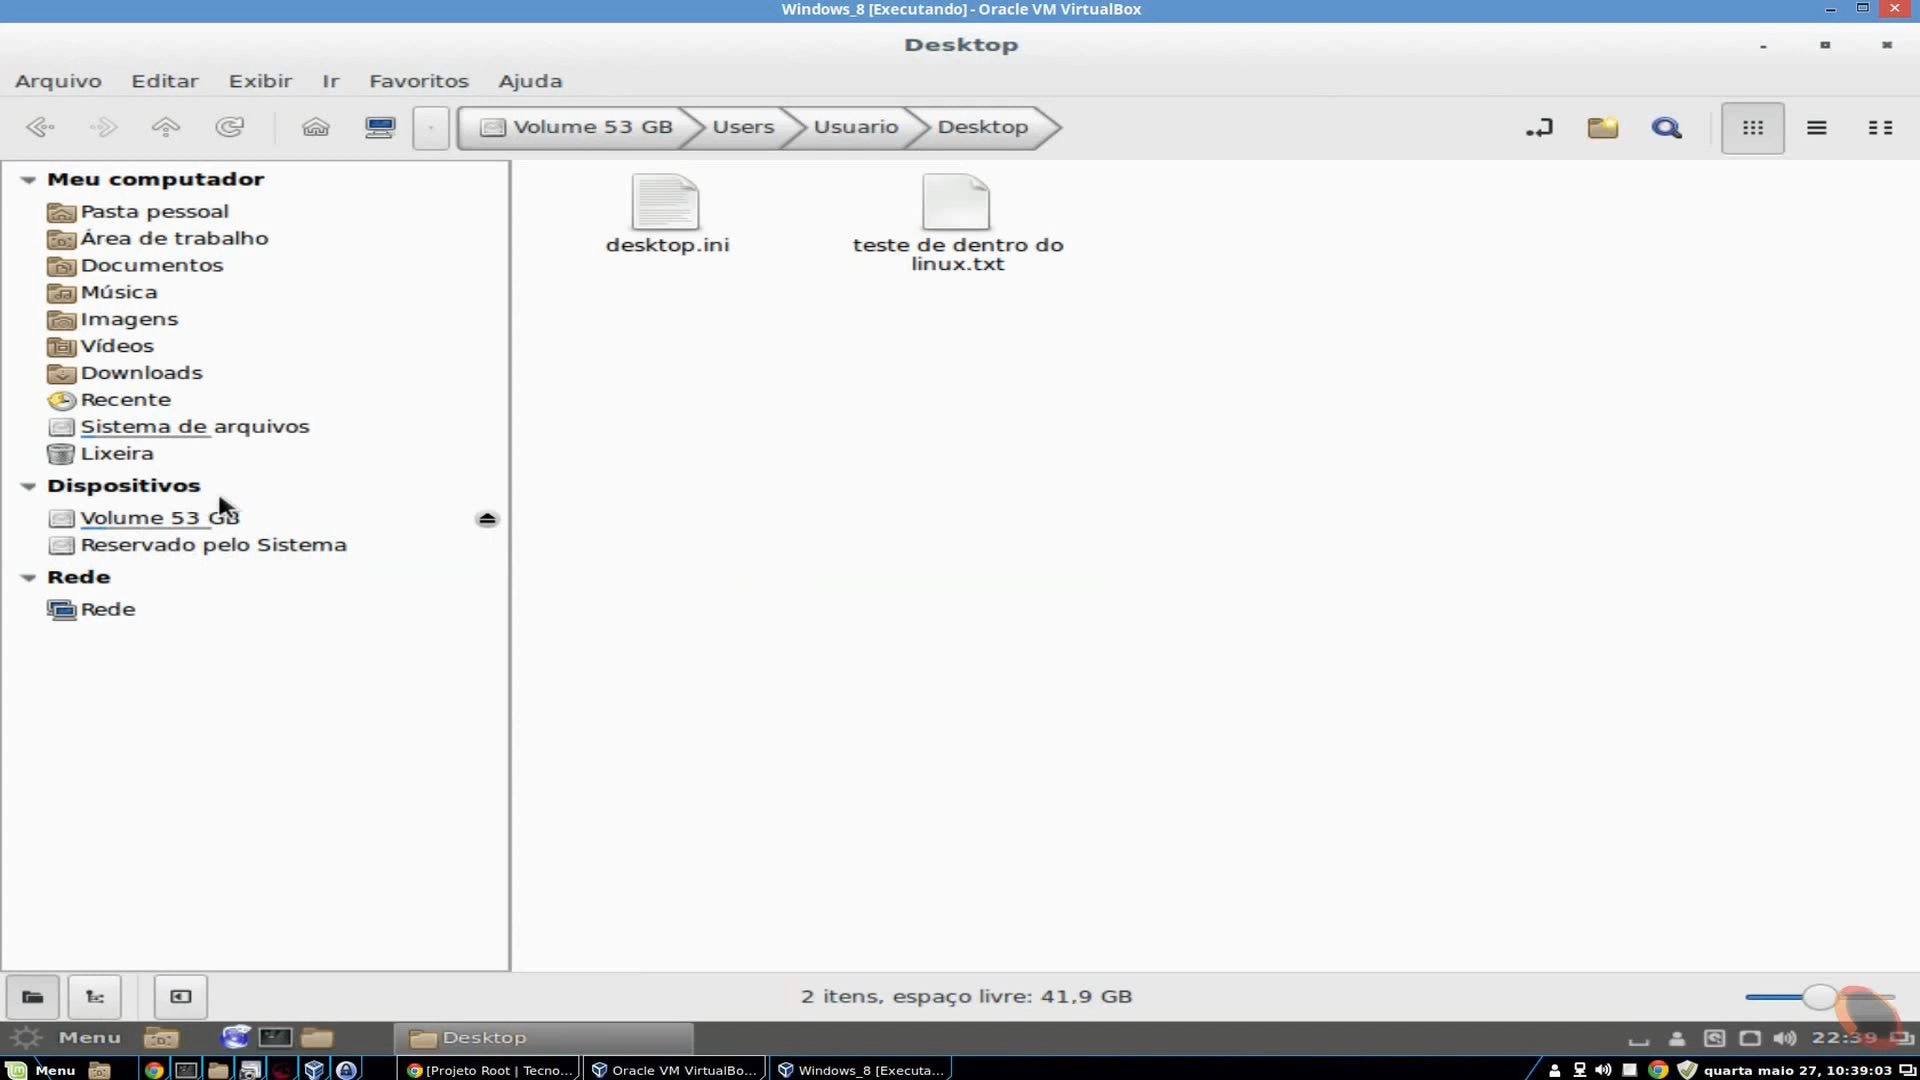 Windows_8 [Executando] - Oracle VM VirtualBox
Desktop
Arquivo Editar Exibir Ir Favoritos Ajuda
Volume 53 GB Users Usuario Desktop
Meu computador
Pasta pessoal
Área de trabalho
Documentos
Música
Imagens
Vídeos
Downloads
Recente
Sistema de arquivos
Lixeira
Dispositivos
Volume 53 GB
Reservado pelo Sistema
Rede
Rede
desktop.ini
teste de dentro do
linux.txt
2 itens, espaço livre: 41,9 GB
Menu Desktop 22:39
Menu [Projeto Root | Tecno... Oracle VM VirtualBo... Windows_8 [Executa... quarta maio 27, 10:39:03